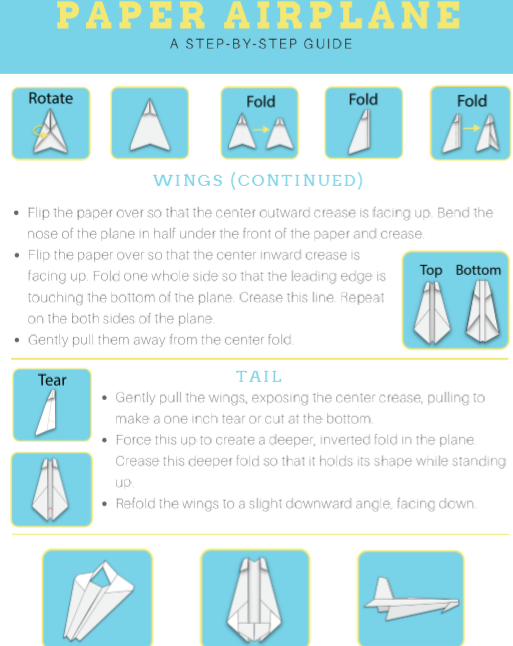 PAPER AIRPLANE
A STEP-BY-STEP GUIDE
Rotate
Fold
Fold
Fold
WINGS (CONTINUED)
• Flip the paper over so that the center outward crease is facing up. Bend the
nose of the plane in half under the front of the paper and crease.
• Flip the paper over so that the center inward crease is
facing up. Fold one whole side so that the leading edge is
touching the bottom of the plane. Crease this line. Repeat
on the both sides of the plane.
• Gently pull them away from the center fold.
Top Bottom
Tear
TAIL
• Gently pull the wings, exposing the center crease, pulling to
make a one inch tear or cut at the bottom.
• Force this up to create a deeper, inverted fold in the plane.
Crease this deeper fold so that it holds its shape while standing
up.
• Refold the wings to a slight downward angle, facing down.